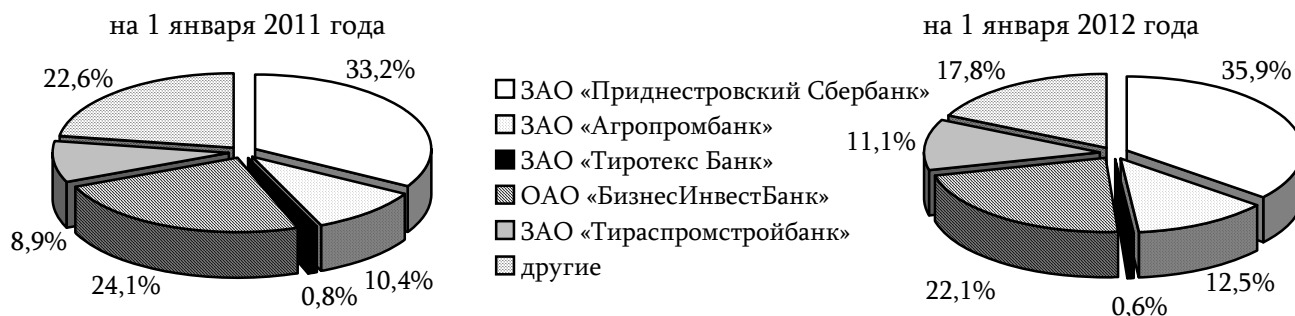 на 1 января 2011 года
33,2%
22,6%
8,9%
24,1%
0,8%
10,4%
ЗАО «Приднестровский Сбербанк»
ЗАО «Агропромбанк»
ЗАО «Тиротекс Банк»
ОАО «БизнесИнвестБанк»
ЗАО «Тираспромстройбанк»
другие
на 1 января 2012 года
35,9%
17,8%
11,1%
22,1%
0,6%
12,5%